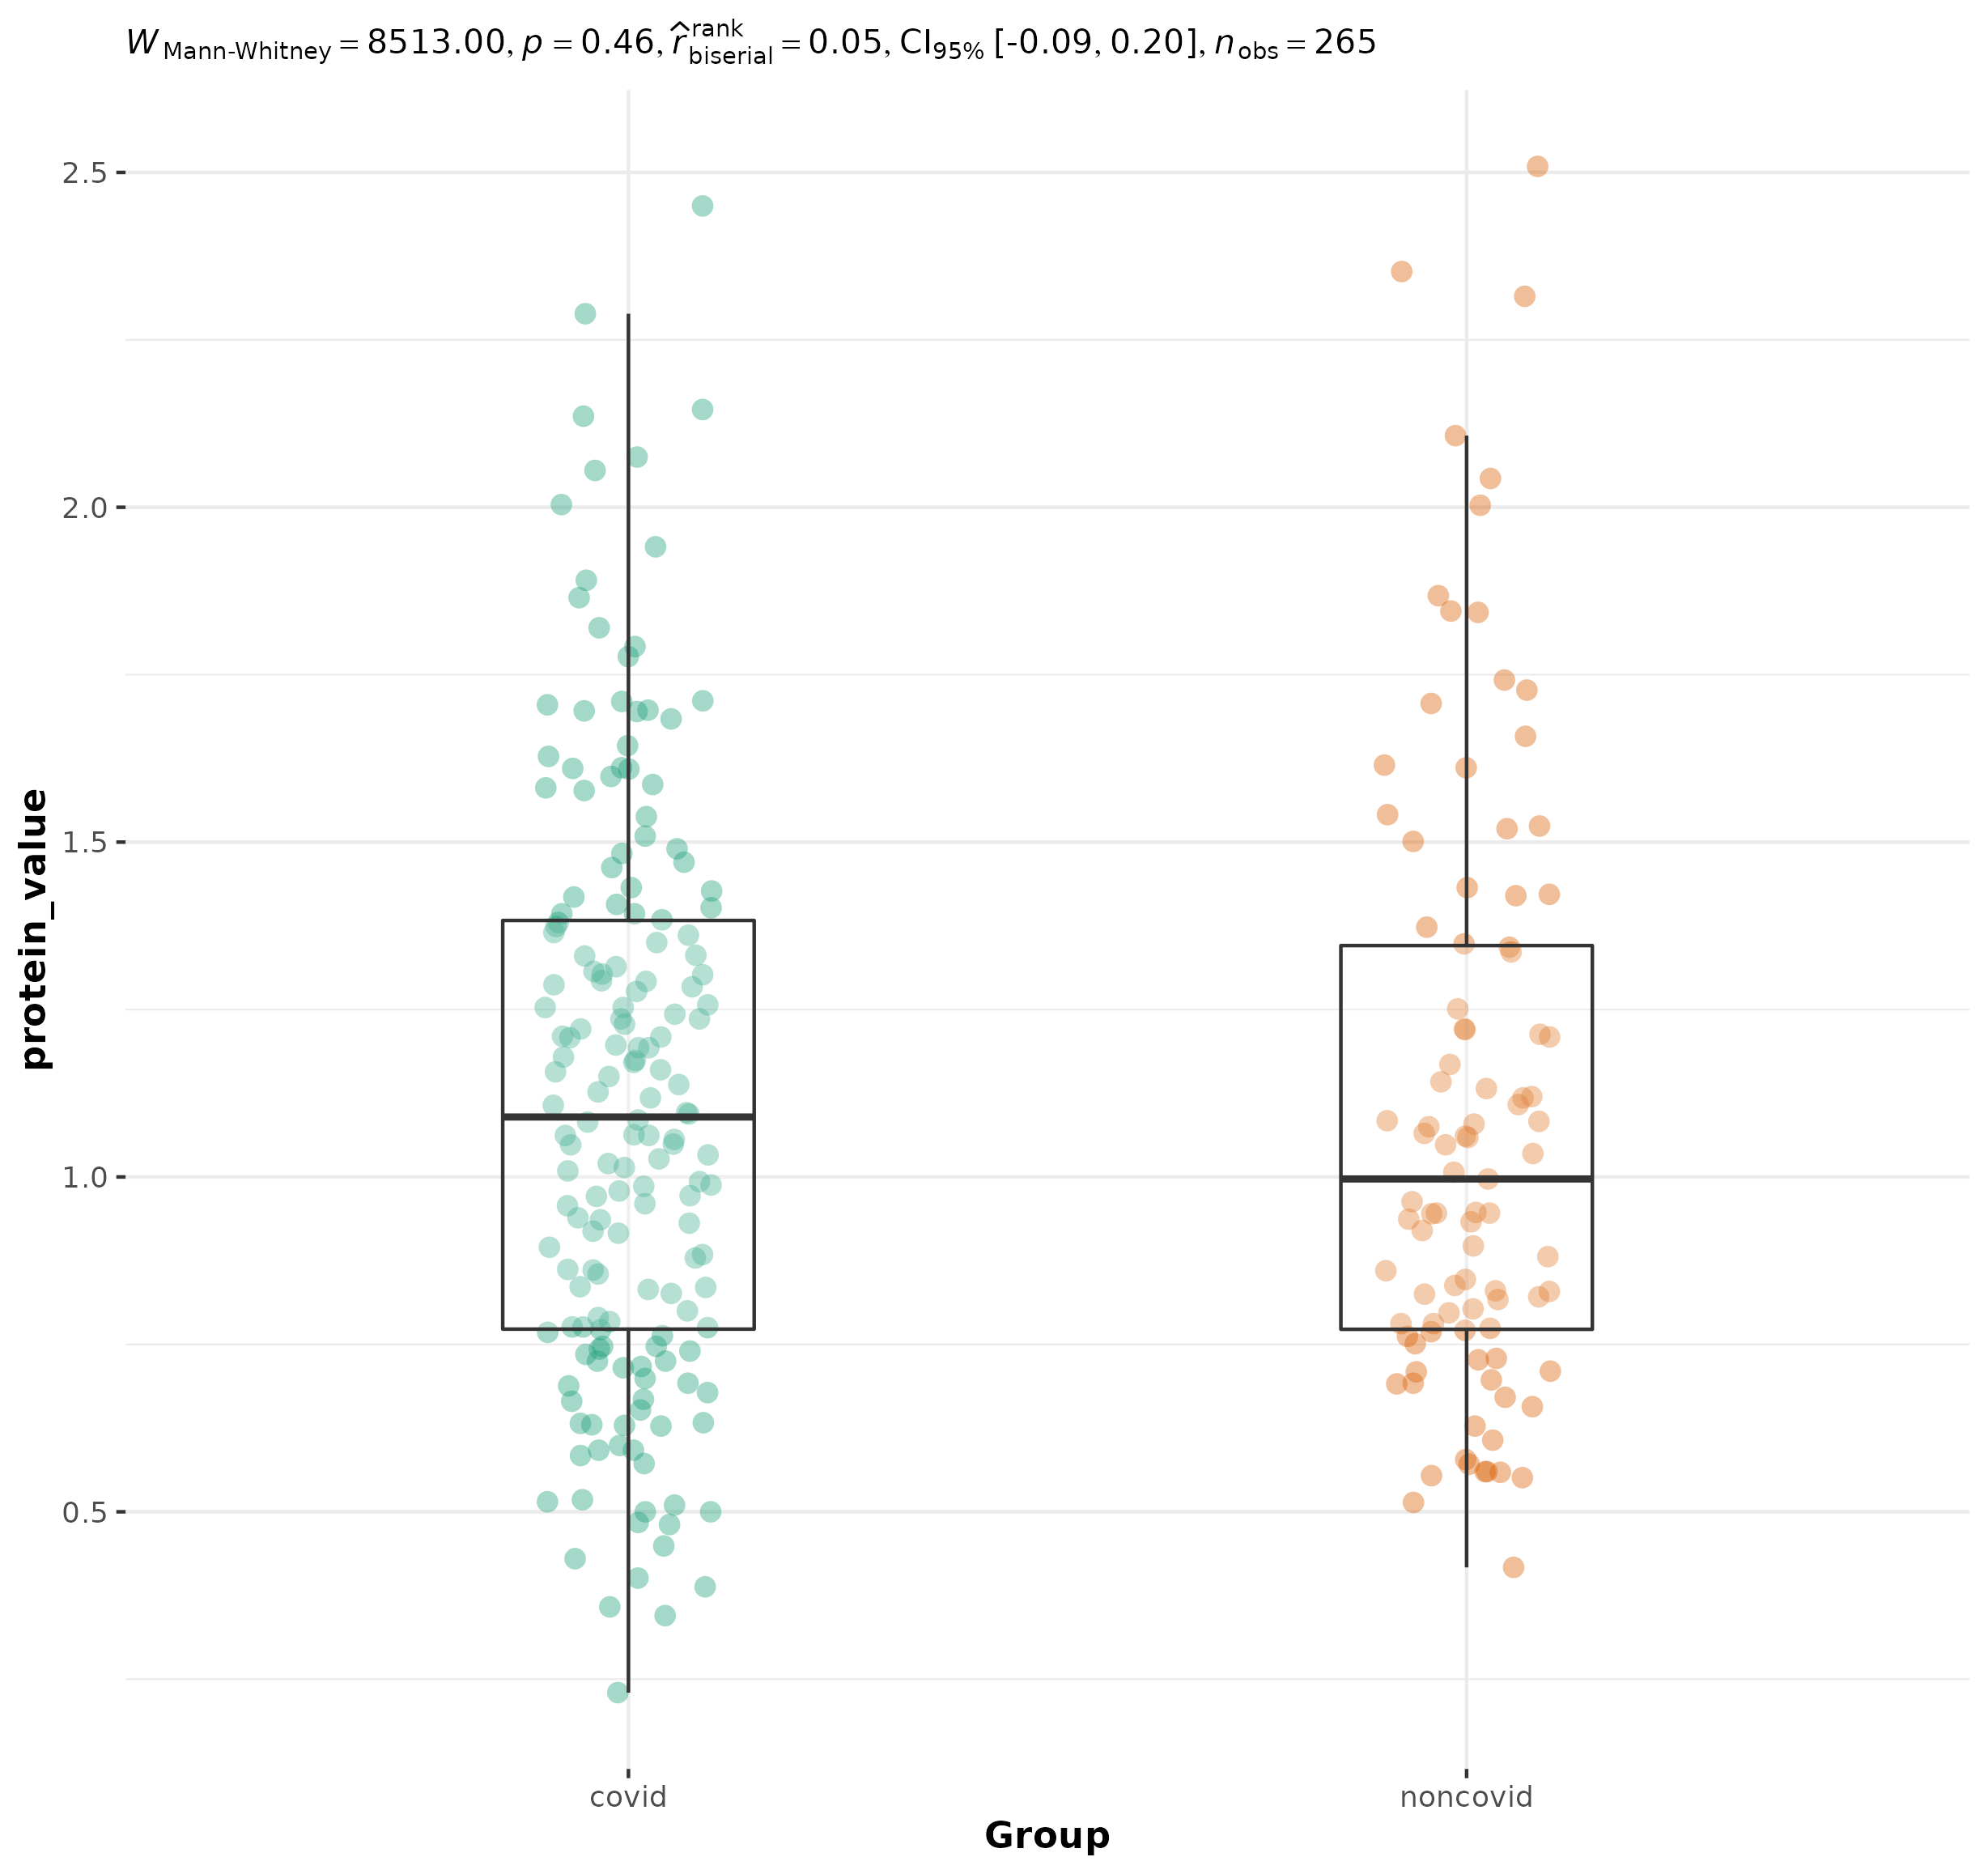 W Mann-Whitney = 8513.00, p = 0.46, r̂ rank biserial = 0.05, CI95% [-0.09, 0.20], n obs = 265
2.5
2.0
1.5
1.0
0.5
protein_value
covid noncovid
Group